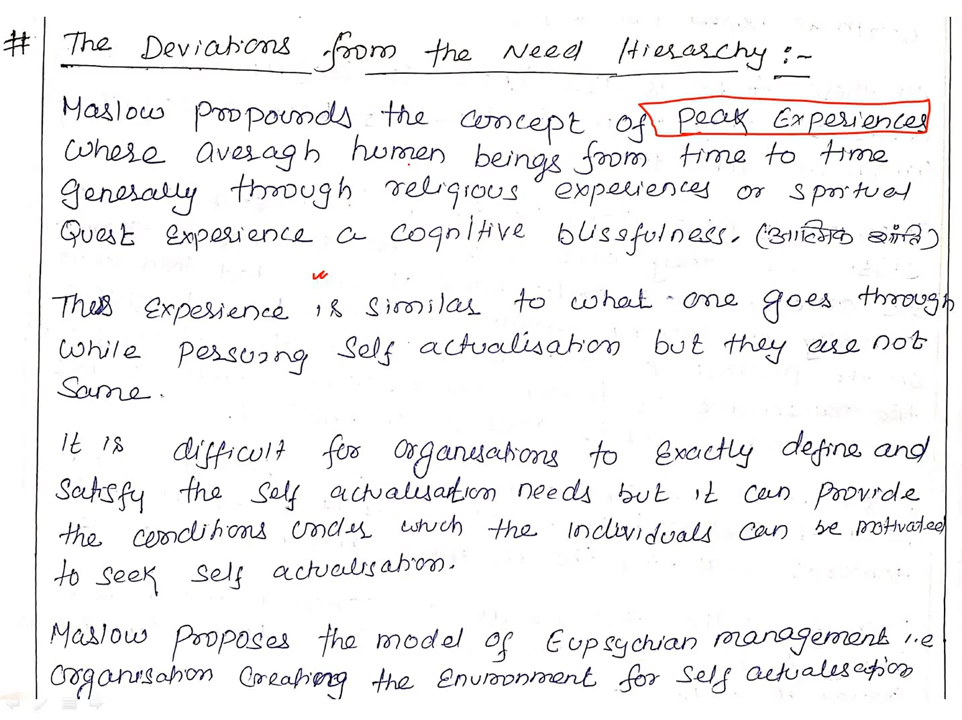 # The Deviations from the Need Hierarchy :-
Maslow propounds the concept of Peak Experiences
where averagh human beings from time to time
generally through religious experiences or spritual
Quest Experience a cognitive blissfulness. (आत्मिक शाँति)
This Experience is similar to what one goes through
while persuing self actualisation but they are not
same.
It is difficult for organisations to Exactly define and
satisfy the self actualisation needs but it can provide
the conditions under which the individuals can be motivated
to seek self actualisation.
Maslow proposes the model of Eupsychian management i.e
organisation creating the Environment for self actualisation